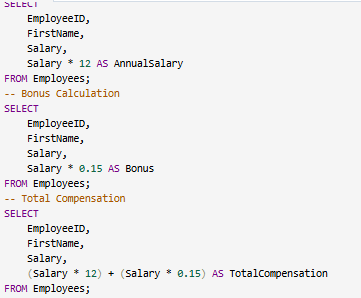 SELECT
    EmployeeID,
    FirstName,
    Salary,
    Salary * 12 AS AnnualSalary
FROM Employees;
-- Bonus Calculation
SELECT
    EmployeeID,
    FirstName,
    Salary,
    Salary * 0.15 AS Bonus
FROM Employees;
-- Total Compensation
SELECT
    EmployeeID,
    FirstName,
    Salary,
    (Salary * 12) + (Salary * 0.15) AS TotalCompensation
FROM Employees;